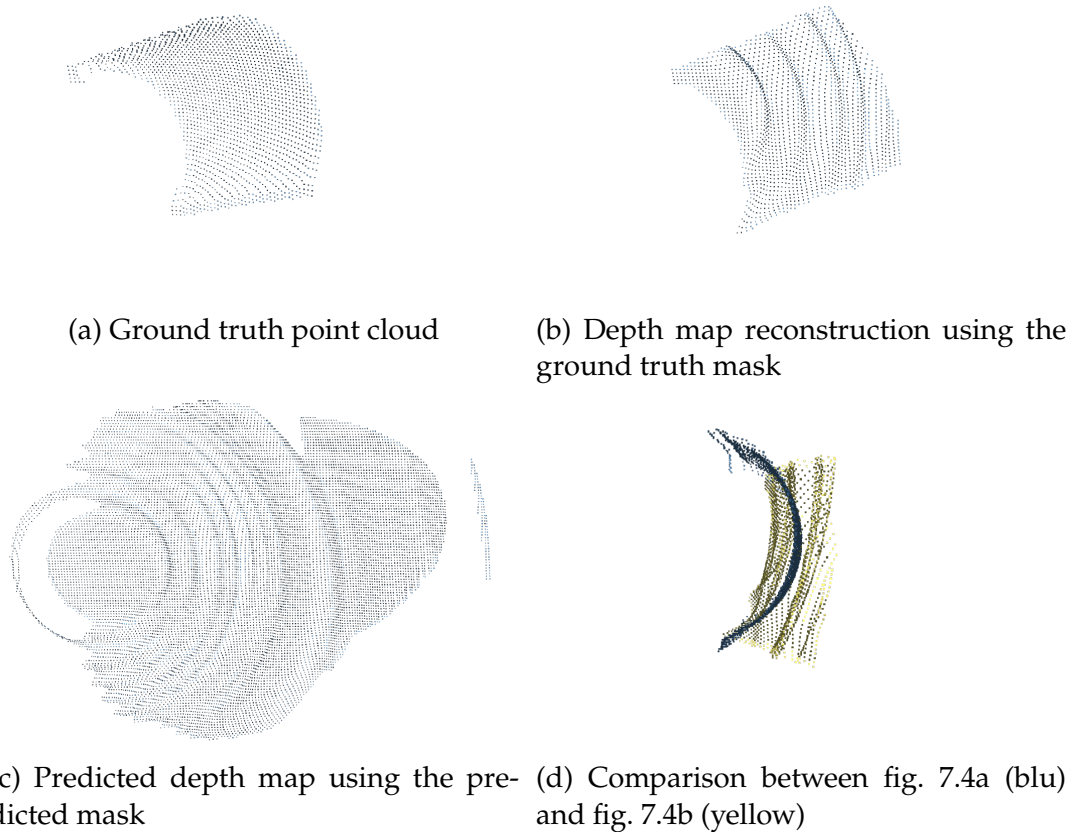 (a) Ground truth point cloud
(b) Depth map reconstruction using the
ground truth mask
c) Predicted depth map using the pre-
dicted mask
(d) Comparison between fig. 7.4a (blu)
and fig. 7.4b (yellow)